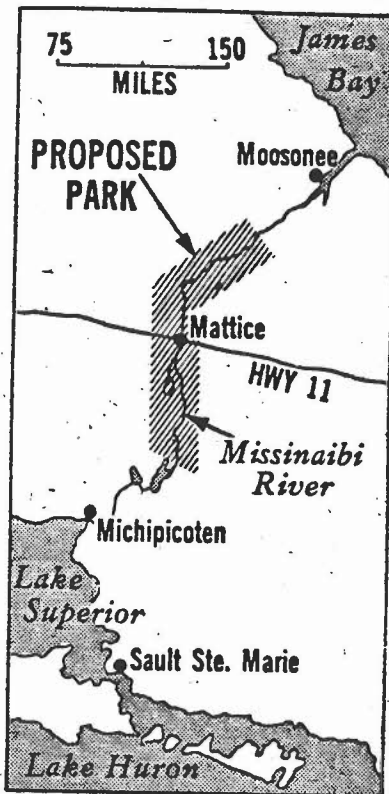 75 150
MILES
James
Bay
PROPOSED
PARK
Moosonee
Mattice
HWY 11
Missinaibi
River
Michipicoten
Lake
Superior
Sault Ste. Marie
Lake Huron